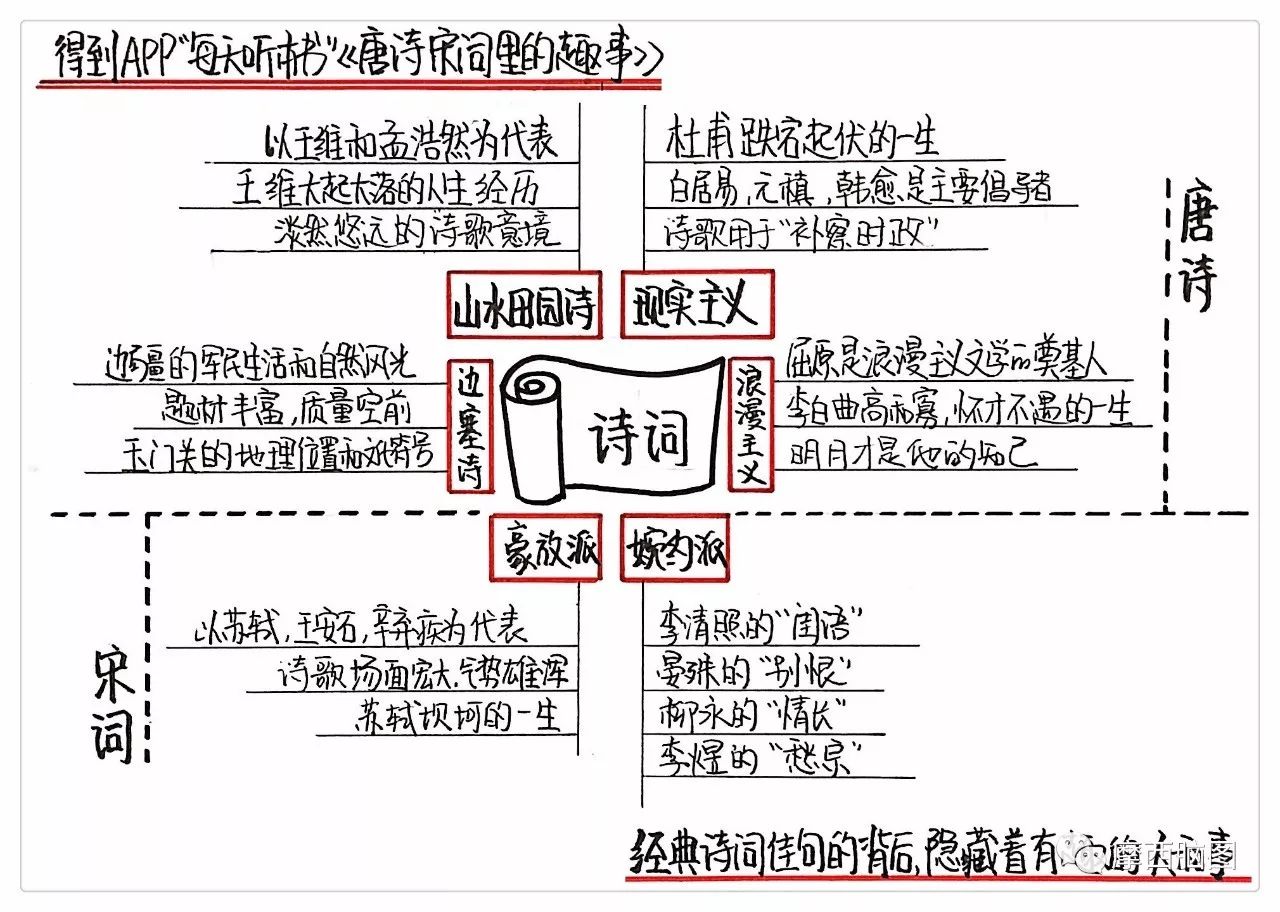 得到APP“每天听本书”《唐诗宋词里的趣事》
以王维和孟浩然为代表
王维大起大落的人生经历
淡然悠远的诗歌意境
山水田园诗
杜甫跌宕起伏的一生
白居易,元稹,韩愈是主要倡导者
诗歌用于“补察时政”
现实主义
唐诗
边疆的军民生活和自然风光
题材丰富,质量空前
玉门关的地理位置和文化符号
边塞诗
诗词
浪漫主义
屈原是浪漫主义文学的奠基人
李白曲高和寡,怀才不遇的一生
明月才是他的知己
豪放派
以苏轼,王安石,辛弃疾为代表
诗歌场面宏大.气势雄浑
苏轼坝坷的一生
婉约派
李清照的“闺语”
晏殊的“别恨”
柳永的“情长”
李煜的“愁宗”
宋词
经典诗词佳句的背后,隐藏着有
事
摩西脑图